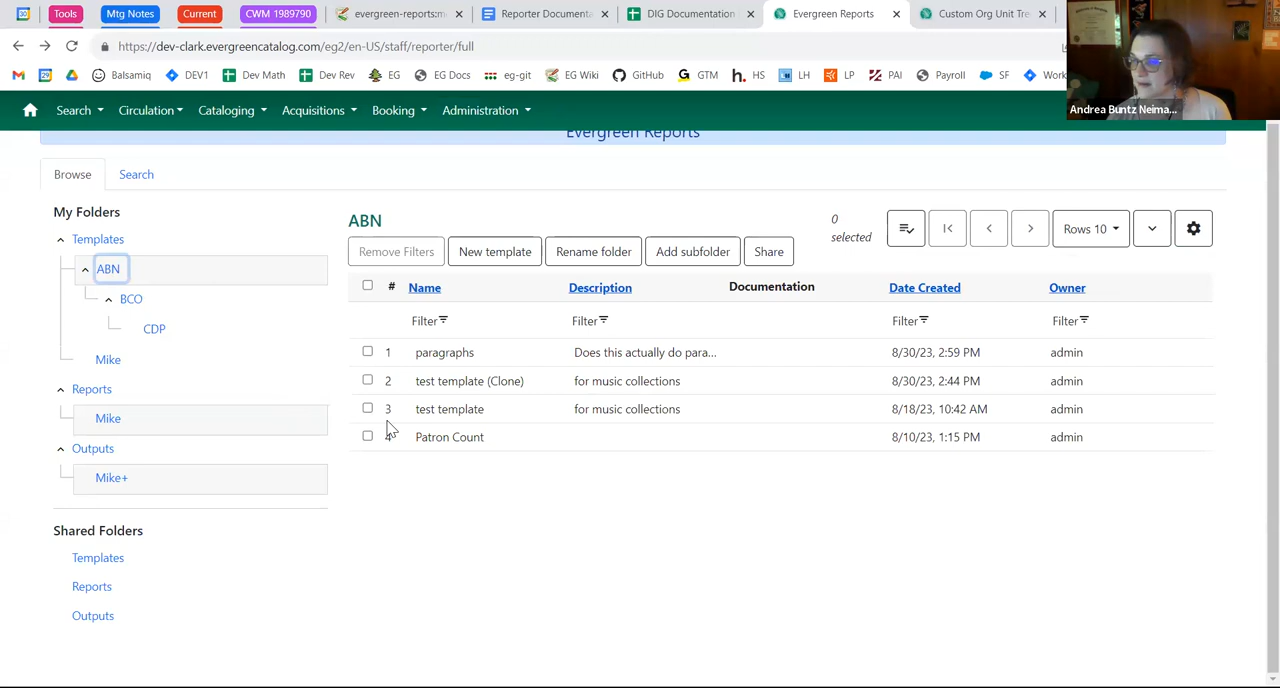 Tools
Mtg Notes
Current
CWM 1989790
evergreen-reports:m
Reporter Documenta
DIG Documentation
Evergreen Reports
Custom Org Unit Tre
https://dev-clark.evergreencatalog.com/eg2/en-US/staff/reporter/full
Balsamiq
DEV1
Dev Math
Dev Rev
EG
EG Docs
eg-git
EG Wiki
GitHub
GTM
HS
LH
LP
PAI
Payroll
SF
Work
Andrea Buntz Neima...
Search
Circulation
Cataloging
Acquisitions
Booking
Administration
Evergreen Reports
Browse
Search
My Folders
Templates
ABN
BCO
CDP
Mike
Reports
Mike
Outputs
Mike+
Shared Folders
Templates
Reports
Outputs
ABN
0 selected
Rows 10
Remove Filters
New template
Rename folder
Add subfolder
Share
# Name Description Documentation Date Created Owner
Filter Filter Filter Filter
1 paragraphs Does this actually do para... 8/30/23, 2:59 PM admin
2 test template (Clone) for music collections 8/30/23, 2:44 PM admin
3 test template for music collections 8/18/23, 10:42 AM admin
4 Patron Count 8/10/23, 1:15 PM admin